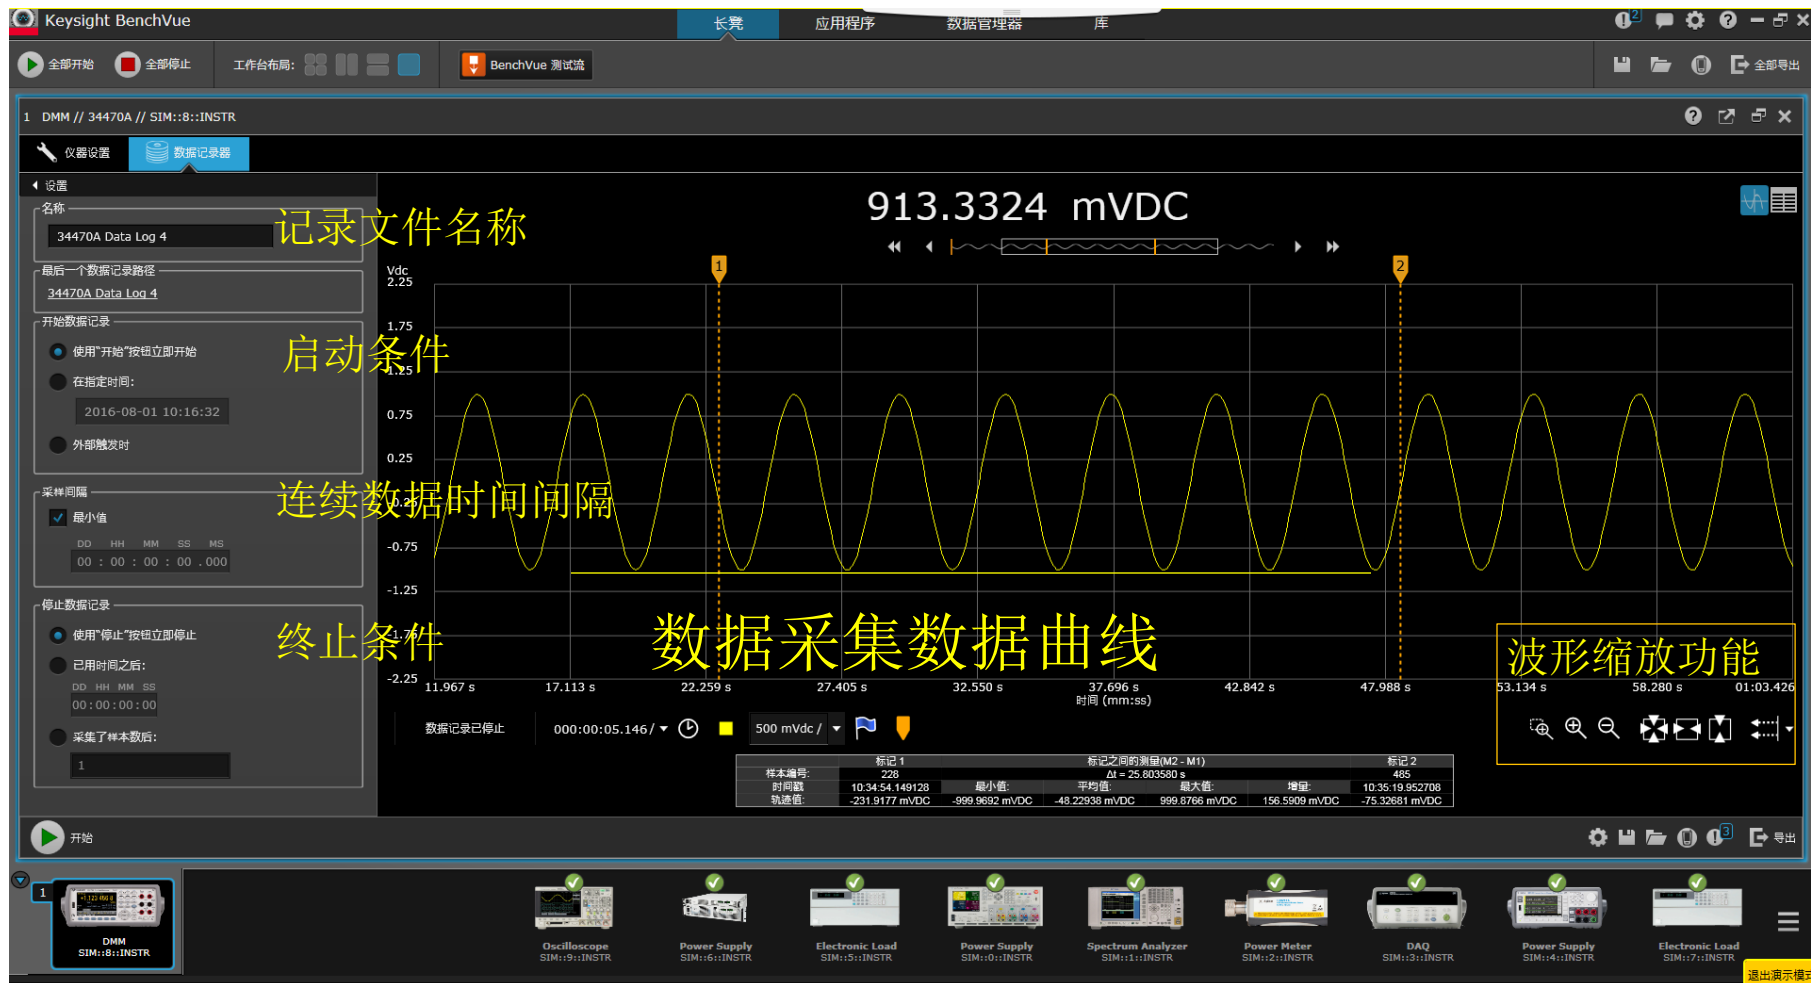 Keysight BenchVue
长凳
应用程序
数据管理器
库
2
全部开始
全部停止
工作台布局:
BenchVue 测试流
全部导出
1 DMM // 34470A // SIM::8::INSTR
仪器设置
数据记录器
设置
名称
34470A Data Log 4
记录文件名称
最后一个数据记录路径
34470A Data Log 4
开始数据记录
使用"开始"按钮立即开始
启动条件
在指定时间:
2016-08-01 10:16:32
外部触发时
采样间隔
连续数据时间间隔
最小值
DD HH MM SS MS
00 : 00 : 00 : 00 .000
停止数据记录
使用"停止"按钮立即停止
终止条件
已用时间之后:
DD HH MM SS
00:00:00:00
采集了样本数后:
1
913.3324 mVDC
Vdc
2.25
1.75
1.25
0.75
0.25
-0.25
-0.75
-1.25
-1.75
-2.25
1
2
数据采集数据曲线
波形缩放功能
11.967 s 17.113 s 22.259 s 27.405 s 32.550 s 37.696 s 42.842 s 47.988 s 53.134 s 58.280 s 01:03.426
时间 (mm:ss)
数据记录已停止
000:00:05.146/
500 mVdc /
标记 1 标记之间的测量(M2 - M1) 标记 2
样本编号: 228 Δt = 25.803580 s 485
时间戳 10:34:54.149128 最小值: 平均值: 最大值: 增量: 10:35:19.952708
轨迹值: -231.9177 mVDC -999.9692 mVDC -48.22938 mVDC 999.8766 mVDC 156.5909 mVDC -75.32681 mVDC
开始
3
导出
1
DMM
SIM::8::INSTR
Oscilloscope
SIM::9::INSTR
Power Supply
SIM::6::INSTR
Electronic Load
SIM::5::INSTR
Power Supply
SIM::0::INSTR
Spectrum Analyzer
SIM::1::INSTR
Power Meter
SIM::2::INSTR
DAQ
SIM::3::INSTR
Power Supply
SIM::4::INSTR
Electronic Load
SIM::7::INSTR
退出演示模式